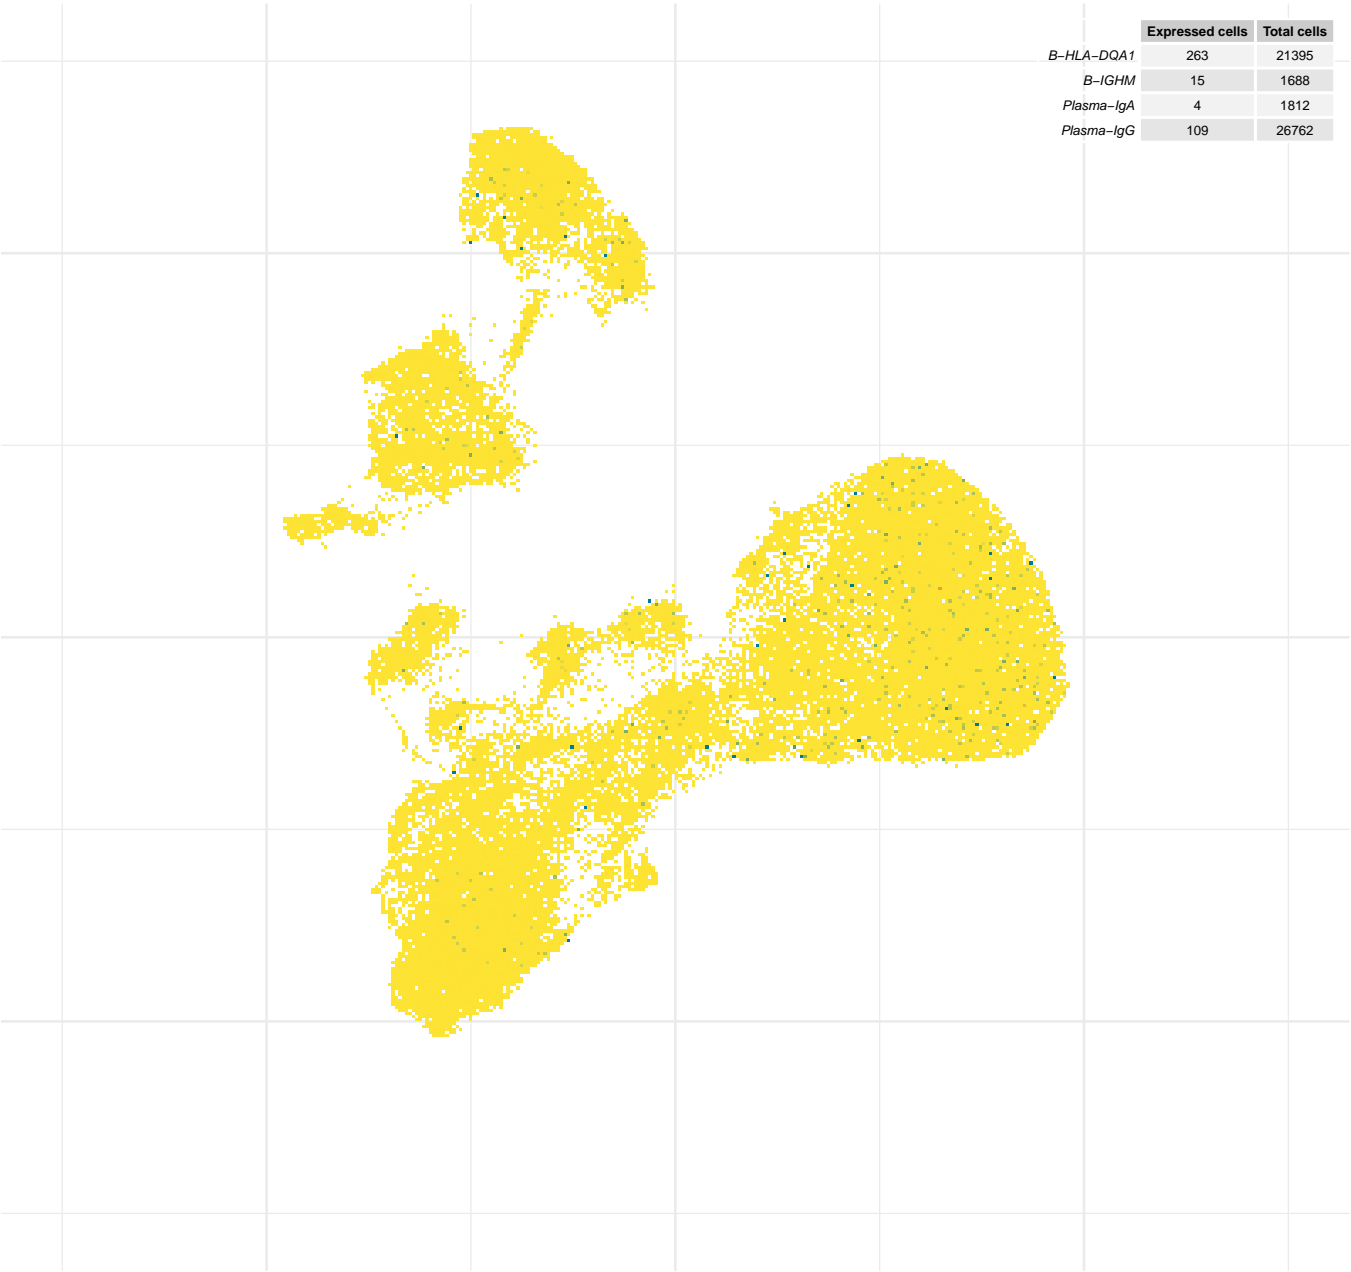 Expressed cells Total cells
B−HLA−DQA1 263 21395
B−IGHM 15 1688
Plasma−IgA 4 1812
Plasma−IgG 109 26762